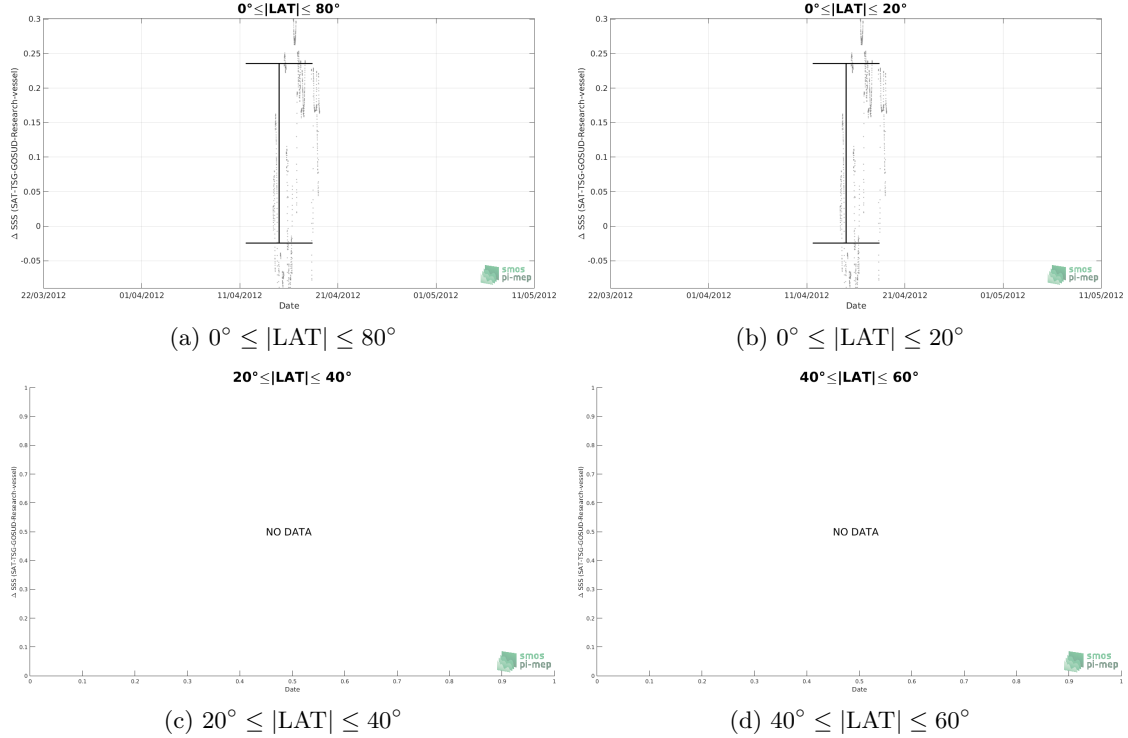 0°≤|LAT|≤ 80°
Δ SSS (SAT-TSG-GOSUD-Research-vessel)
0.3
0.25
0.2
0.15
0.1
0.05
0
-0.05
22/03/2012 01/04/2012 11/04/2012 21/04/2012 01/05/2012 11/05/2012
Date
smos
pi-mep
(a) 0° ≤ |LAT| ≤ 80°
0°≤|LAT|≤ 20°
Δ SSS (SAT-TSG-GOSUD-Research-vessel)
0.3
0.25
0.2
0.15
0.1
0.05
0
-0.05
22/03/2012 01/04/2012 11/04/2012 21/04/2012 01/05/2012 11/05/2012
Date
smos
pi-mep
(b) 0° ≤ |LAT| ≤ 20°
20°≤|LAT|≤ 40°
Δ SSS (SAT-TSG-GOSUD-Research-vessel)
1
0.9
0.8
0.7
0.6
0.5
0.4
0.3
0.2
0.1
0
NO DATA
0 0.1 0.2 0.3 0.4 0.5 0.6 0.7 0.8 0.9 1
Date
smos
pi-mep
(c) 20° ≤ |LAT| ≤ 40°
40°≤|LAT|≤ 60°
Δ SSS (SAT-TSG-GOSUD-Research-vessel)
1
0.9
0.8
0.7
0.6
0.5
0.4
0.3
0.2
0.1
0
NO DATA
0 0.1 0.2 0.3 0.4 0.5 0.6 0.7 0.8 0.9 1
Date
smos
pi-mep
(d) 40° ≤ |LAT| ≤ 60°